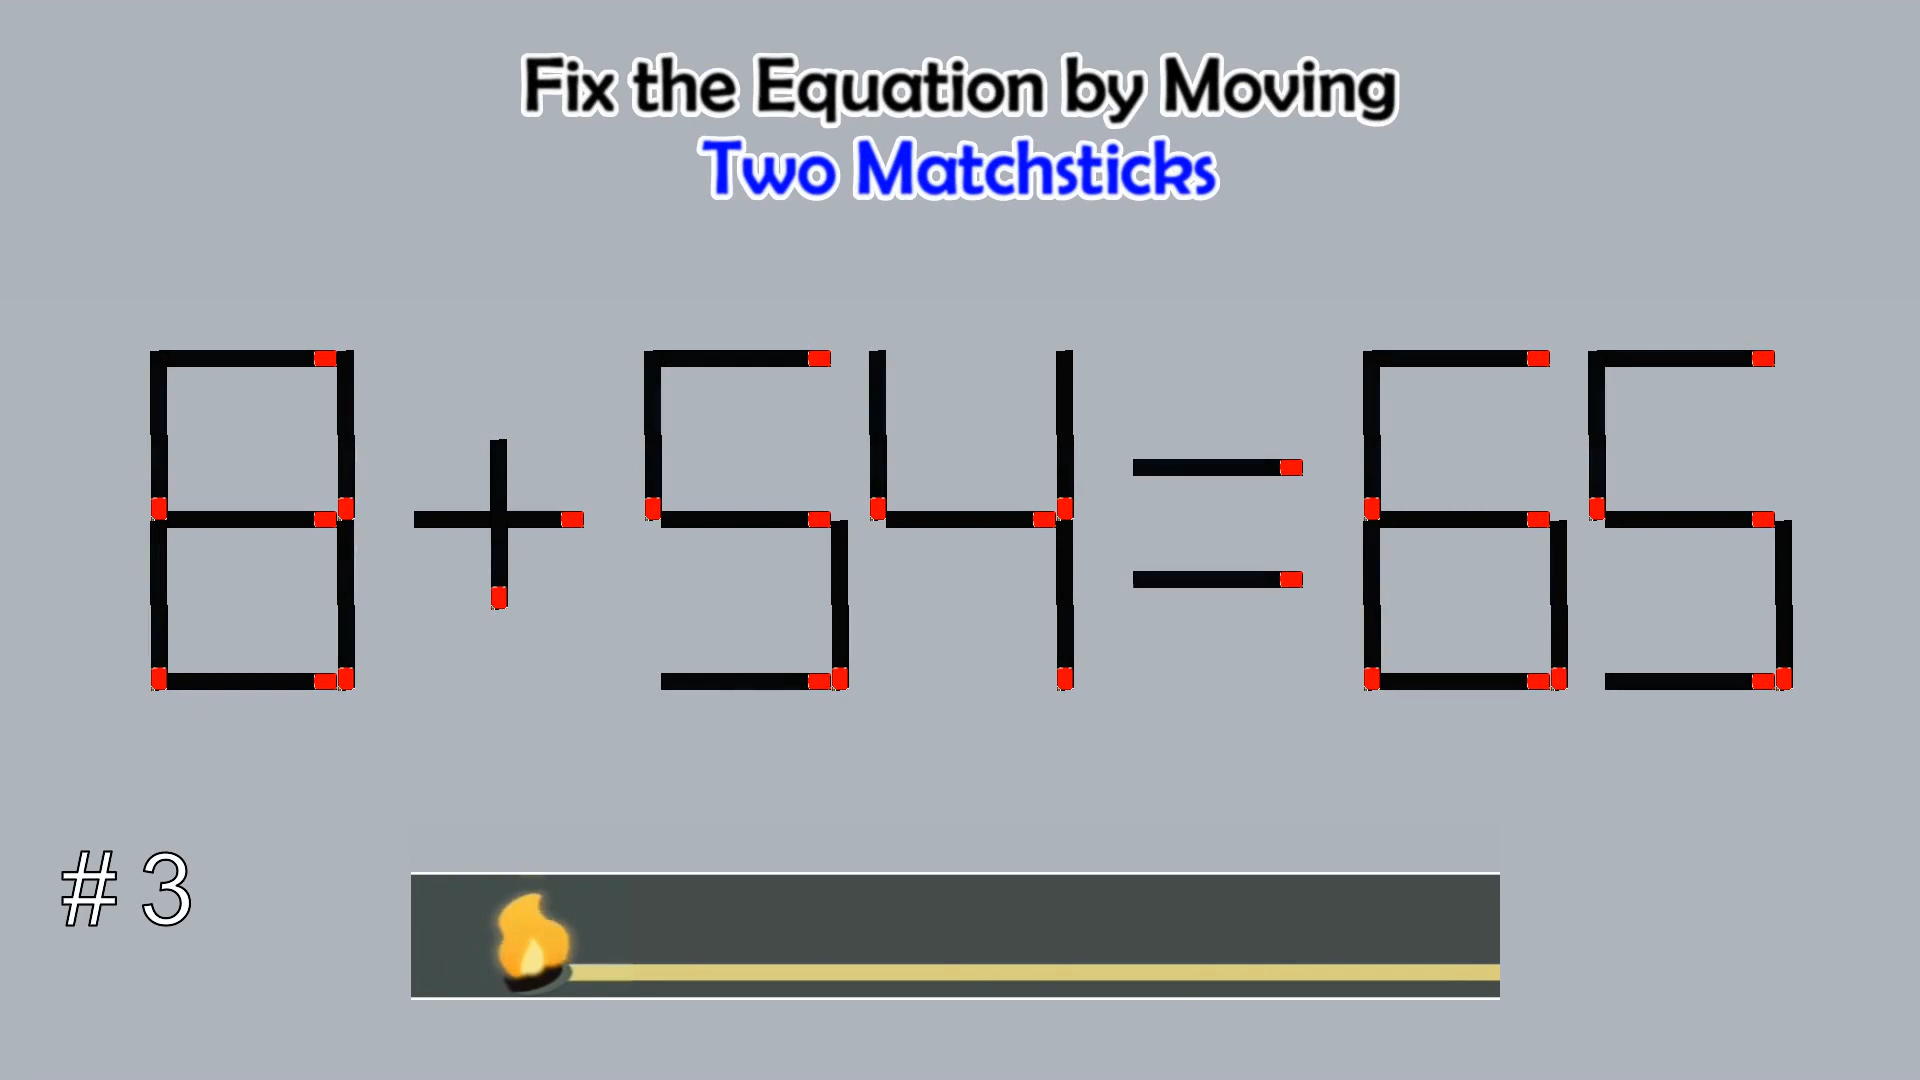 Fix the Equation by Moving
Two Matchsticks
8+54=65
#3